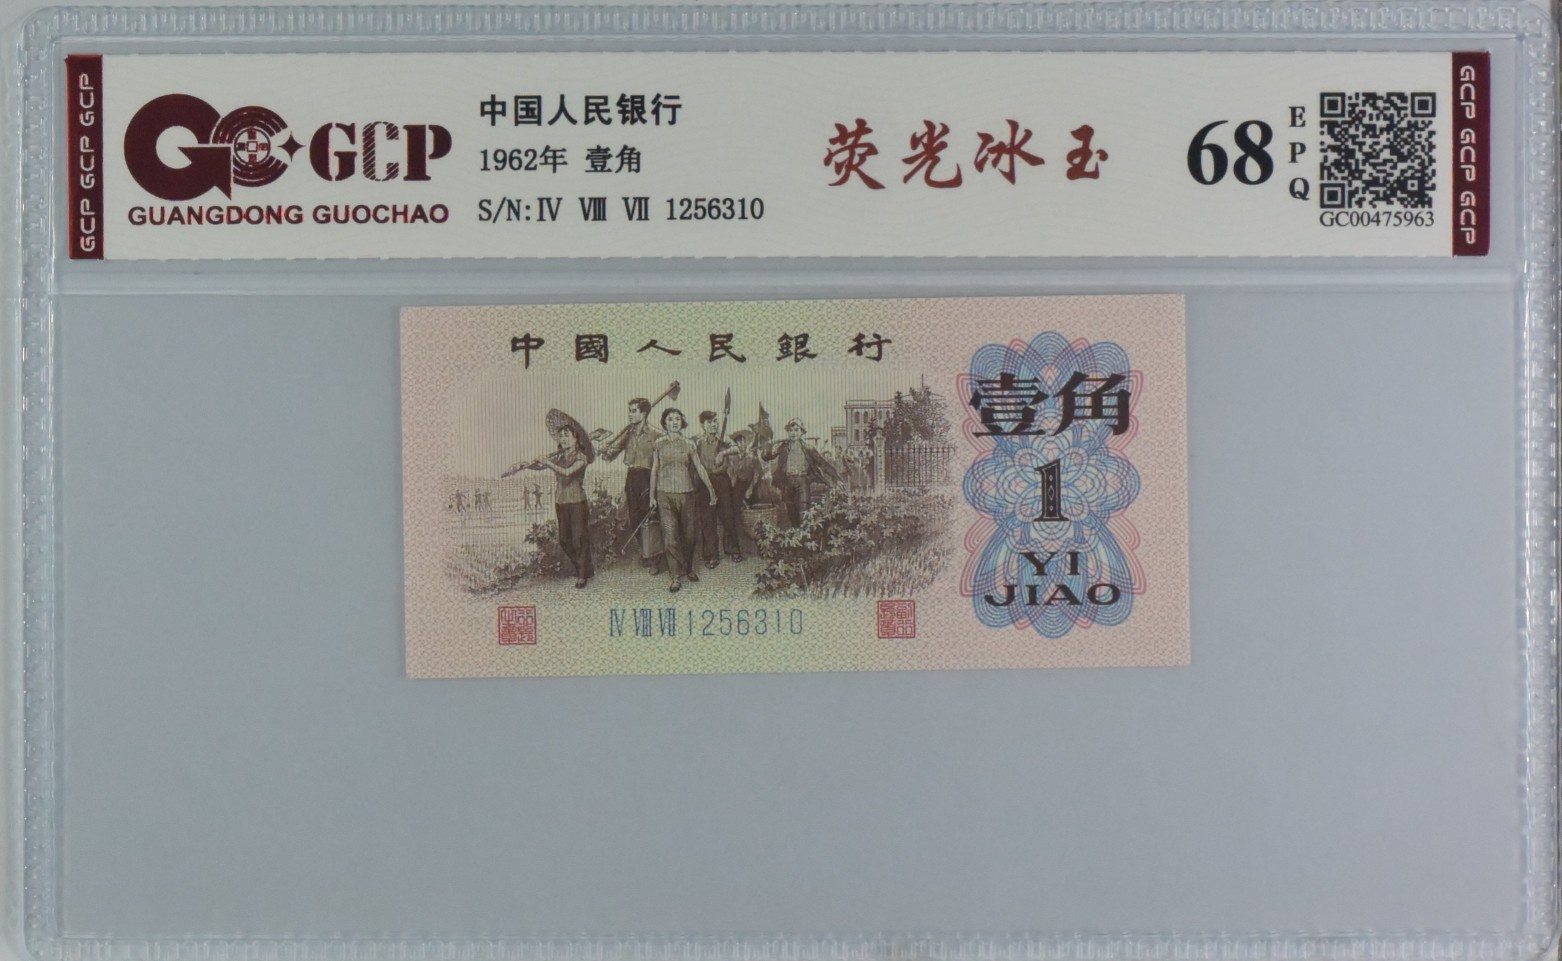 GCP GCP GCP
GCP
GUANGDONG GUOCHAO
中国人民银行
1962年 壹角
S/N:Ⅳ Ⅷ Ⅶ 1256310
荧光冰玉
68
EPQ
GC00475963
GCP GCP GCP
中國人民銀行
壹角
1
YI
JIAO
Ⅳ Ⅷ Ⅶ 1256310